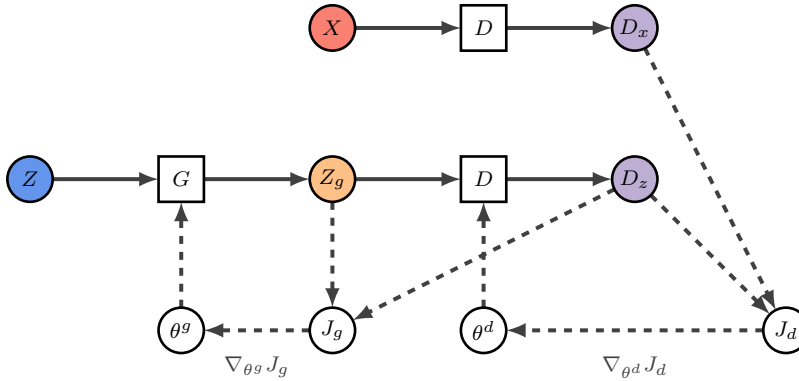 X D D_x
Z G Z_g D D_z
θ^g J_g θ^d J_d
∇_{θ^g} J_g ∇_{θ^d} J_d